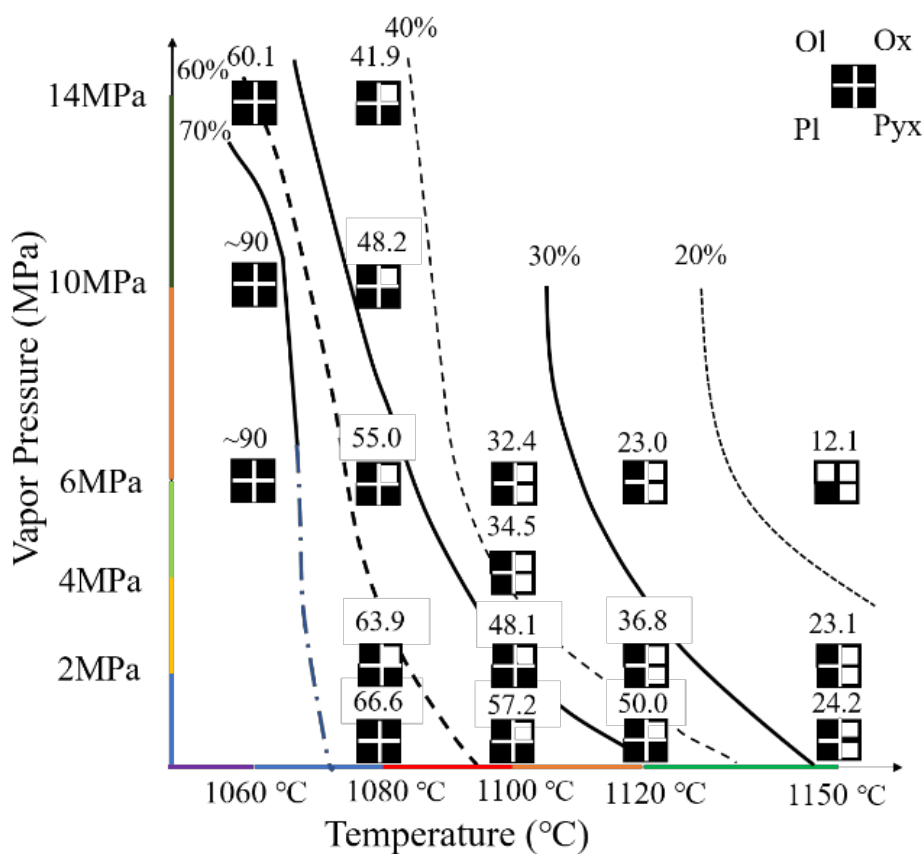 40%
60% 60.1 41.9 Ol Ox
14MPa
70% Pl Pyx
~90 48.2 30% 20%
10MPa
~90 55.0 32.4 23.0 12.1
6MPa
34.5
4MPa
63.9 48.1 36.8 23.1
2MPa
66.6 57.2 50.0 24.2
1060 ℃ 1080 ℃ 1100 ℃ 1120 ℃ 1150 ℃
Temperature (℃)
Vapor Pressure (MPa)